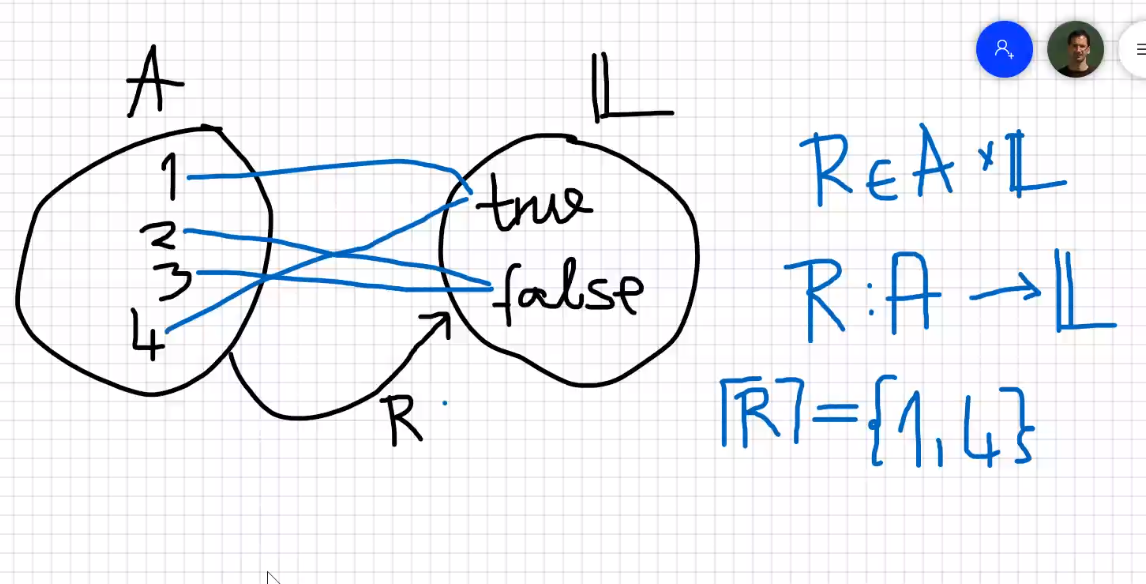 A
𝕃
1
2
3
4
true
false
R
R ∈ A × 𝕃
R : A → 𝕃
⌈R⌉ = {1, 4}